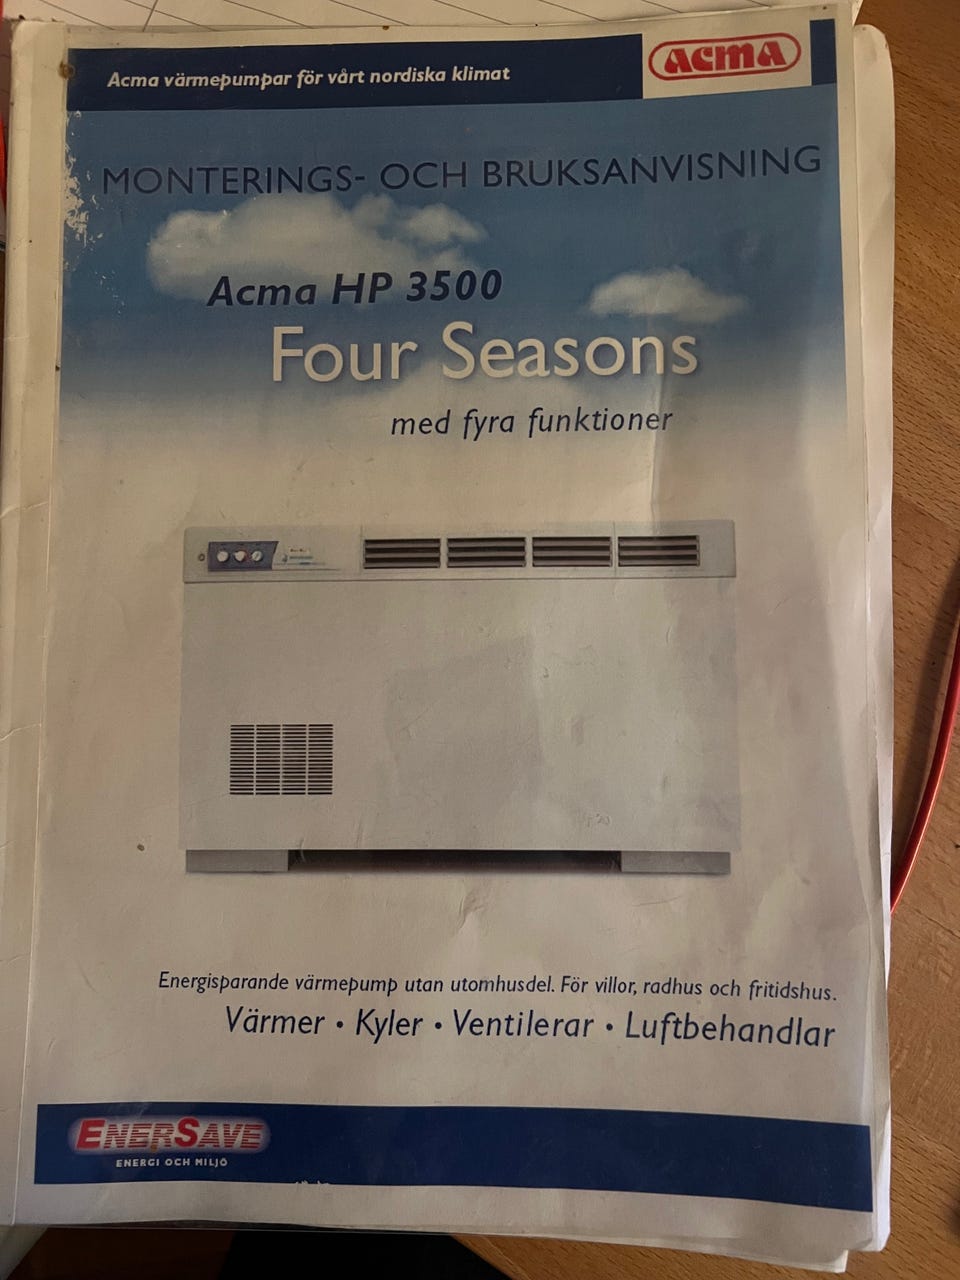 Acma värmepumpar för vårt nordiska klimat
ACMA
MONTERINGS- OCH BRUKSANVISNING
Acma HP 3500
Four Seasons
med fyra funktioner
Energisparande värmepump utan utomhusdel. För villor, radhus och fritidshus.
Värmer • Kyler • Ventilerar • Luftbehandlar
ENERSAVE
ENERGI OCH MILJÖ